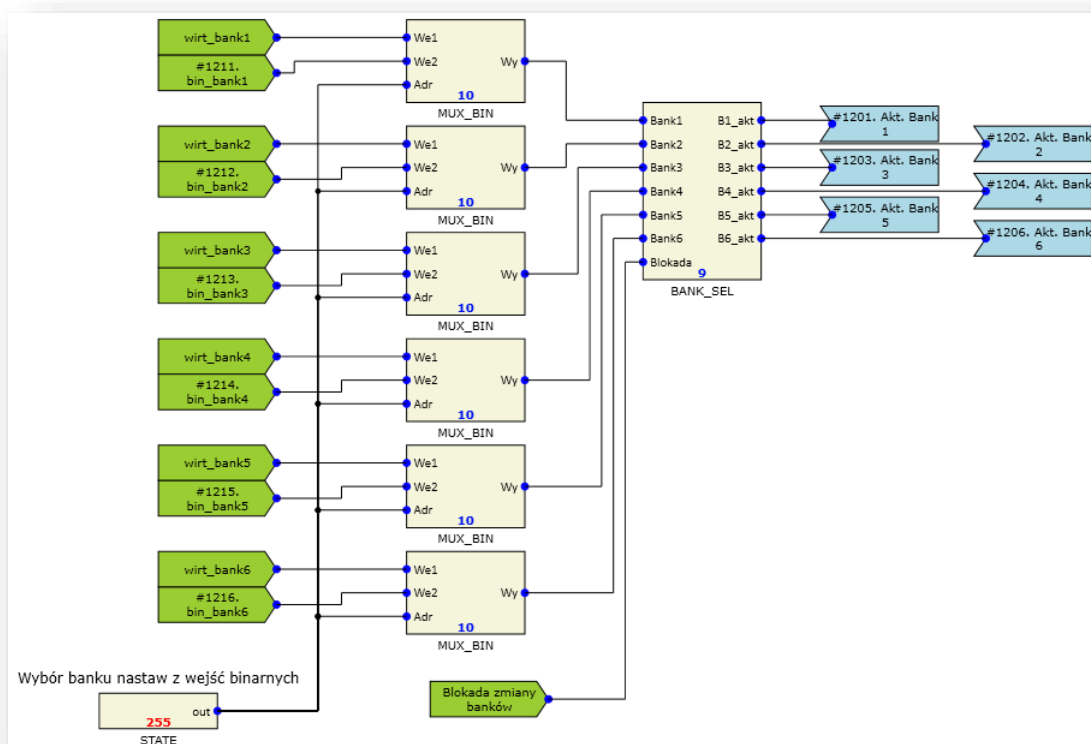 wirt_bank1
#1211.
bin_bank1
We1
We2
Adr
Wy
10
MUX_BIN
wirt_bank2
#1212.
bin_bank2
We1
We2
Adr
Wy
10
MUX_BIN
wirt_bank3
#1213.
bin_bank3
We1
We2
Adr
Wy
10
MUX_BIN
wirt_bank4
#1214.
bin_bank4
We1
We2
Adr
Wy
10
MUX_BIN
wirt_bank5
#1215.
bin_bank5
We1
We2
Adr
Wy
10
MUX_BIN
wirt_bank6
#1216.
bin_bank6
We1
We2
Adr
Wy
10
MUX_BIN
Wybór banku nastaw z wejść binarnych
out
255
STATE
Blokada zmiany
banków
Bank1 B1_akt
Bank2 B2_akt
Bank3 B3_akt
Bank4 B4_akt
Bank5 B5_akt
Bank6 B6_akt
Blokada
9
BANK_SEL
#1201. Akt. Bank
1
#1202. Akt. Bank
2
#1203. Akt. Bank
3
#1204. Akt. Bank
4
#1205. Akt. Bank
5
#1206. Akt. Bank
6